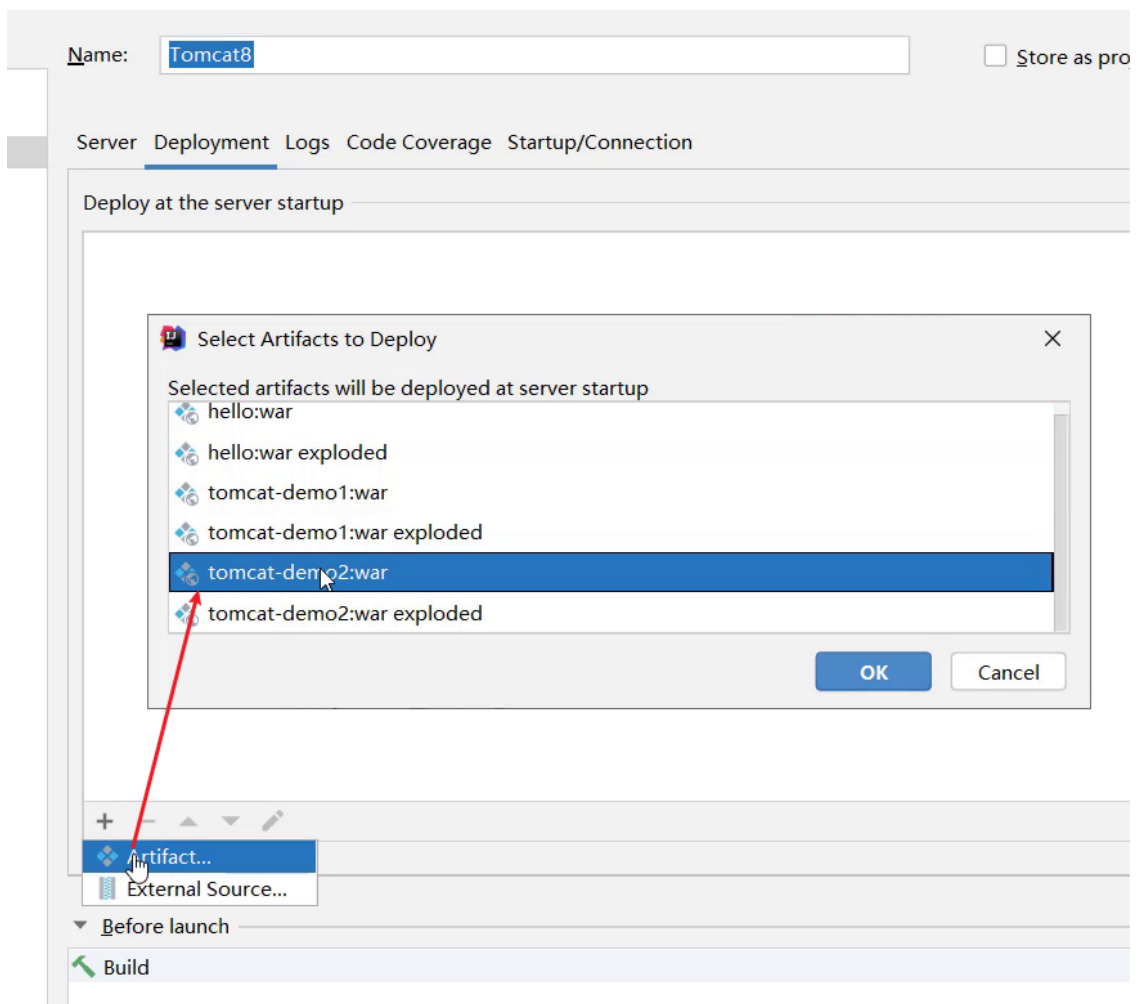 Name: Tomcat8 Store as pro
Server Deployment Logs Code Coverage Startup/Connection
Deploy at the server startup
Select Artifacts to Deploy
Selected artifacts will be deployed at server startup
hello:war
hello:war exploded
tomcat-demo1:war
tomcat-demo1:war exploded
tomcat-demo2:war
tomcat-demo2:war exploded
OK Cancel
Artifact...
External Source...
Before launch
Build